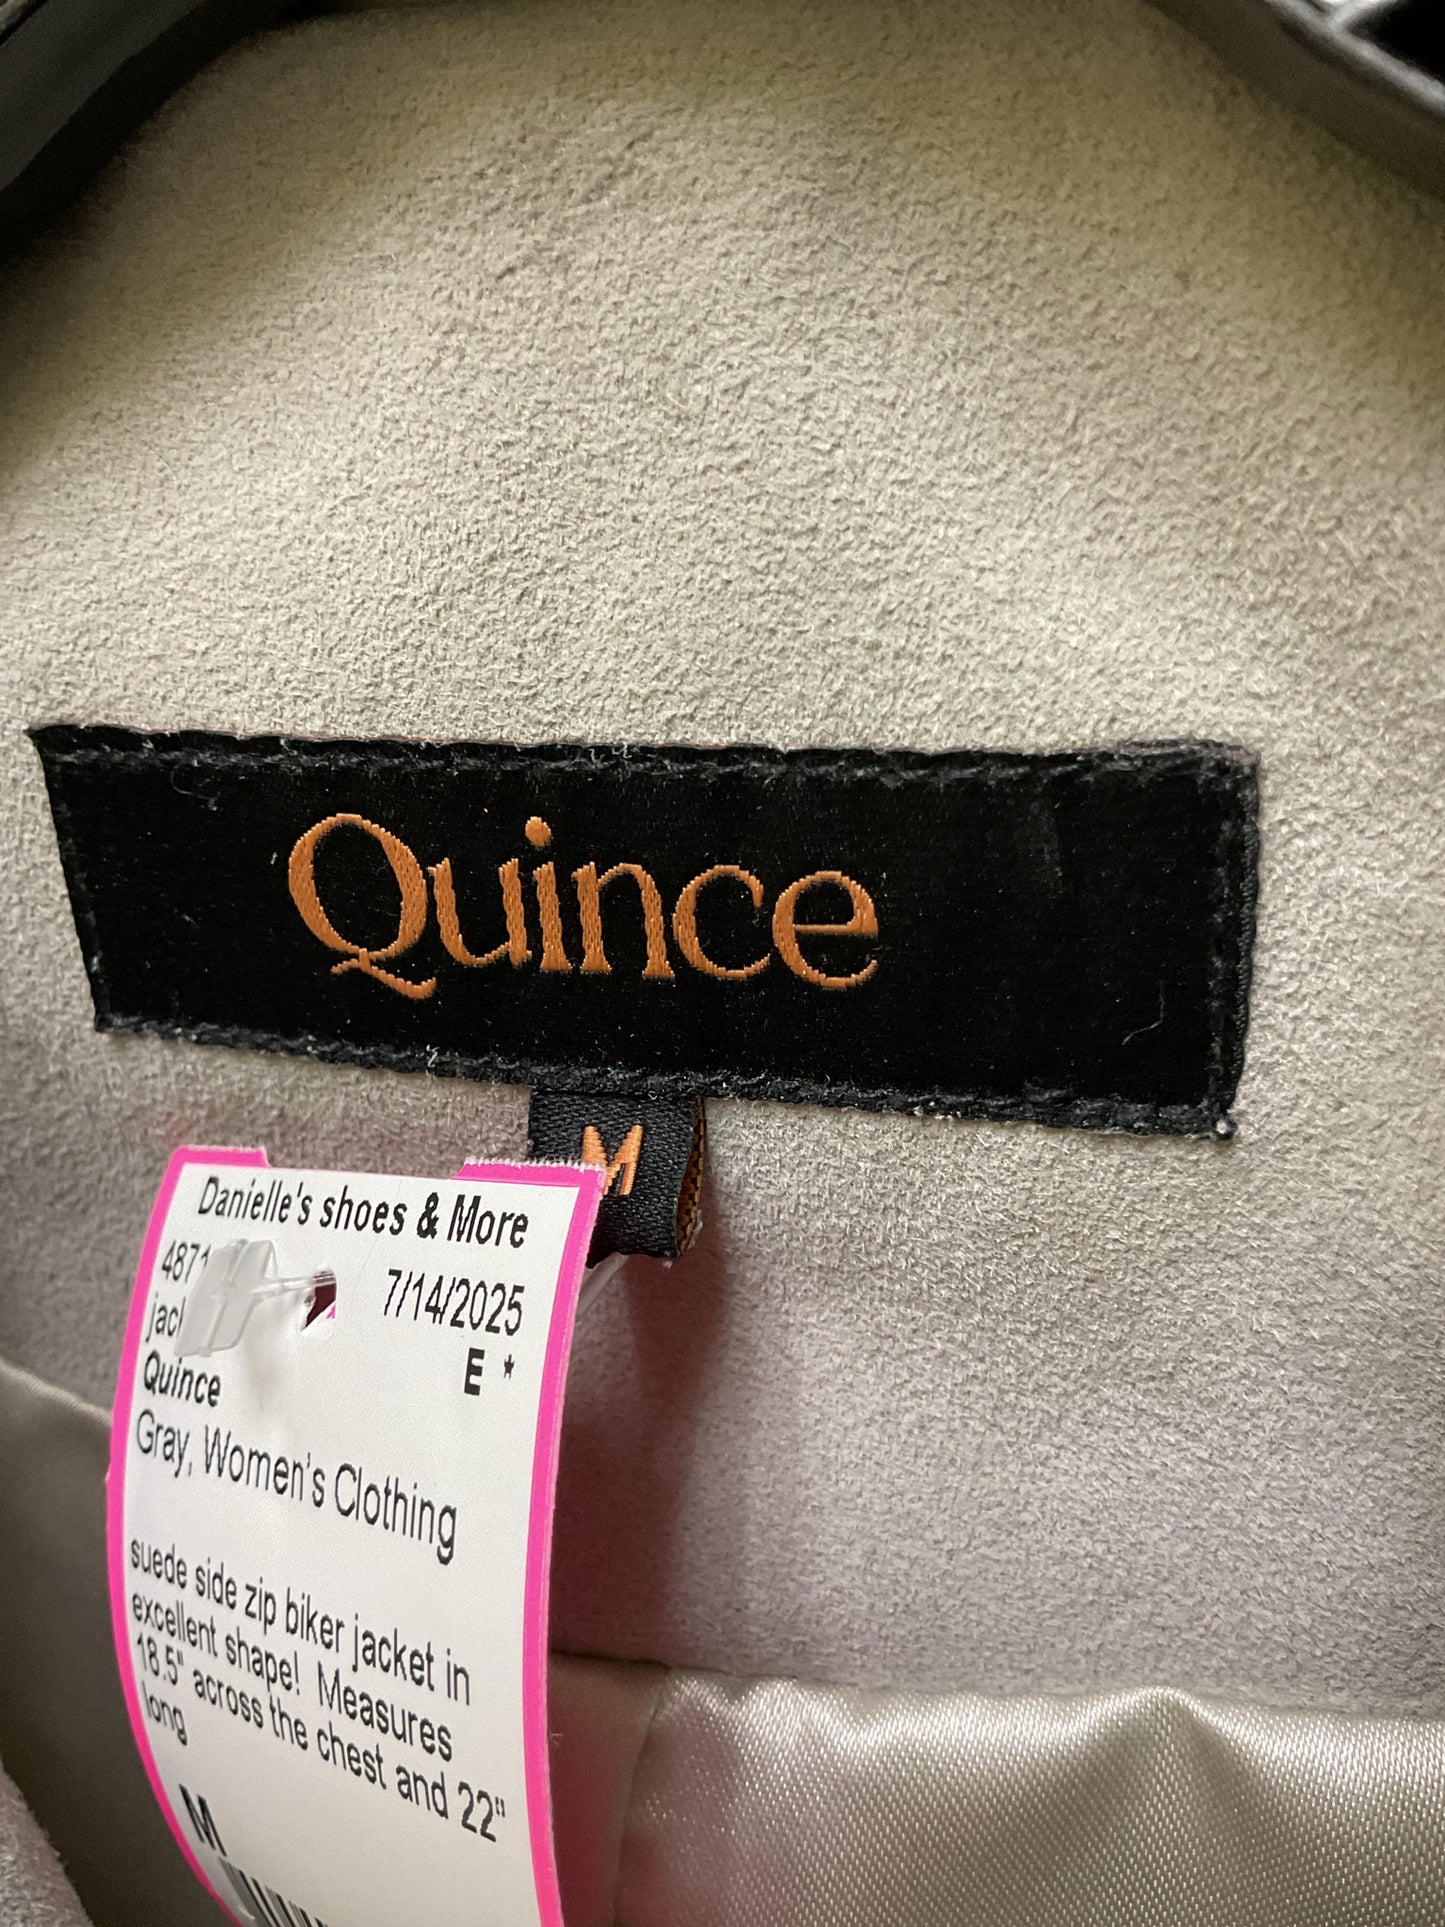 Quince
M
Danielle's shoes & More
7/14/2025
E *
Quince
Gray, Women's Clothing
suede side zip biker jacket in
excellent shape! Measures
18.5" across the chest and 22"
long
M